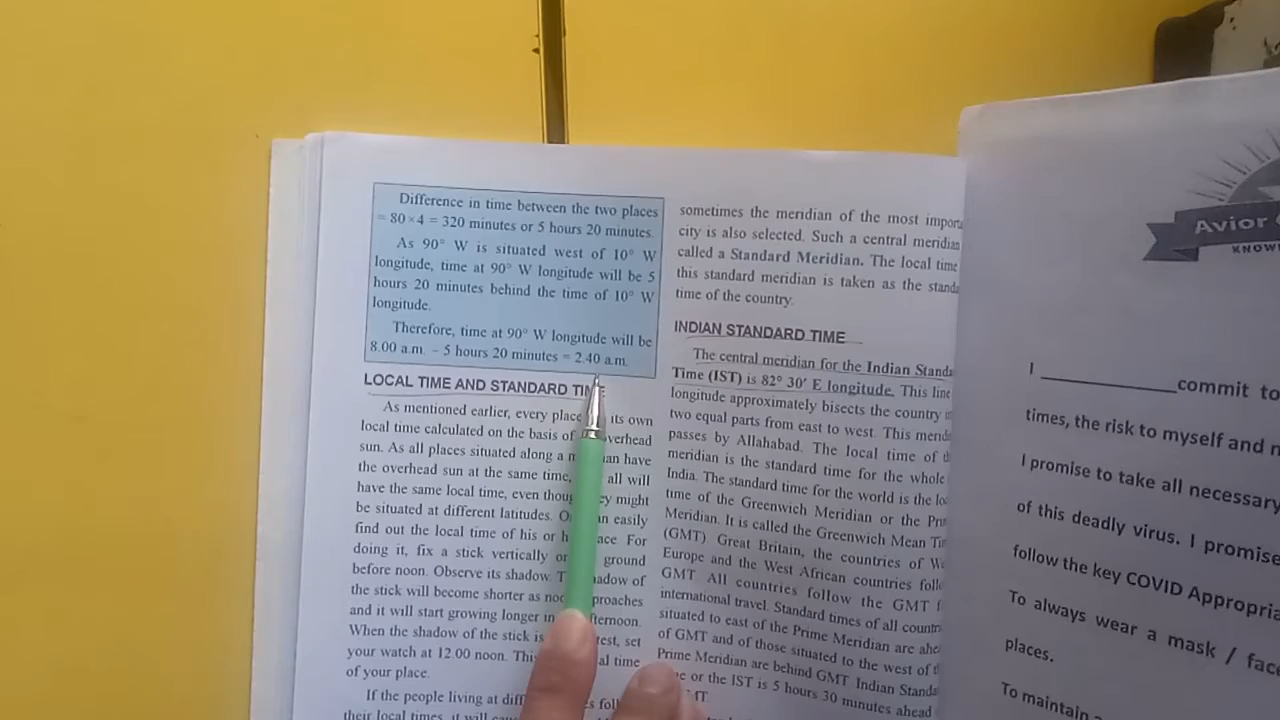 Difference in time between the two places
= 80×4 = 320 minutes or 5 hours 20 minutes.
As 90° W is situated west of 10° W
longitude, time at 90° W longitude will be 5
hours 20 minutes behind the time of 10° W
longitude.
Therefore, time at 90° W longitude will be
8.00 a.m. – 5 hours 20 minutes = 2.40 a.m.
LOCAL TIME AND STANDARD TIME
As mentioned earlier, every place its own
local time calculated on the basis of overhead
sun. As all places situated along a have
the overhead sun at the same time, all will
have the same local time, even might
be situated at different latitudes. easily
find out the local time of his or For
doing it, fix a stick vertically ground
before noon. Observe its shadow. of
the stick will become shorter as
and it will start growing longer in
When the shadow of the stick is set
your watch at 12.00 noon. time
of your place.
If the people living at
their local times, it will
sometimes the meridian of the most
city is also selected. Such a central meridian
called a Standard Meridian. The local time
this standard meridian is taken as the
time of the country.
INDIAN STANDARD TIME
The central meridian for the Indian
Time (IST) is 82° 30′ E longitude. This line
longitude approximately bisects the country
two equal parts from east to west. This
passes by Allahabad. The local time of
meridian is the standard time for the whole
India. The standard time for the world is the
time of the Greenwich Meridian or the
Meridian. It is called the Greenwich Mean
(GMT) Great Britain, the countries of
Europe and the West African countries
GMT. All countries follow the GMT
international travel. Standard times of all
situated to east of the Prime Meridian are
of GMT and of those situated to the west of
Prime Meridian are behind GMT Indian
or the IST is 5 hours 30 minutes ahead
Avior
I ____________commit to
times, the risk to myself and
I promise to take all necessary
of this deadly virus. I promise
follow the key COVID
To always wear a mask /
places.
To